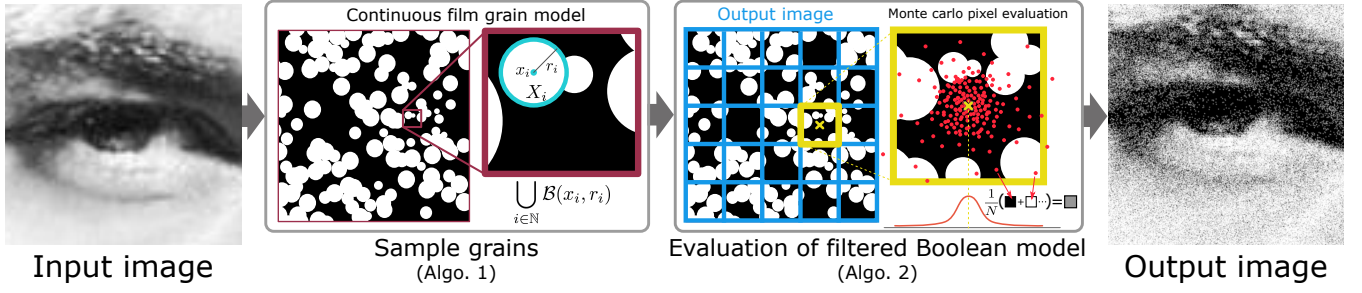 Input image
Continuous film grain model
x_i
r_i
X_i
⋃_{i∈ℕ} ℬ(x_i, r_i)
Sample grains
(Algo. 1)
Output image
Monte carlo pixel evaluation
1/N(■+□···)=■
Evaluation of filtered Boolean model
(Algo. 2)
Output image